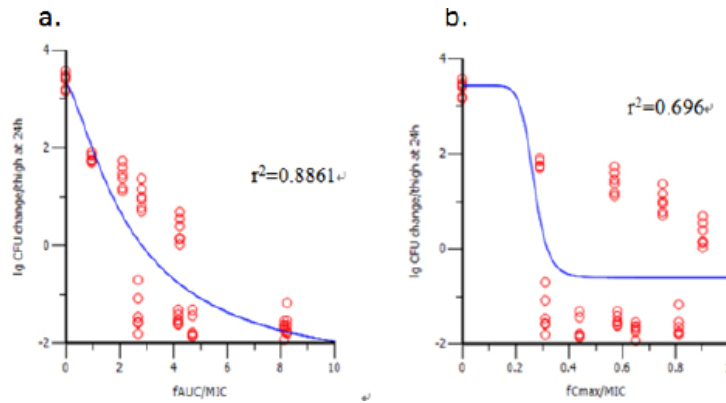 a.
lg CFU change/thigh at 24h
4
2
0
-2
r²=0.8861↵
0 2 4 6 8 10
fAUC/MIC
↵
b.
lg CFU change/thigh at 24h
4
2
0
-2
r²=0.696↵
0 0.2 0.4 0.6 0.8
fCmax/MIC